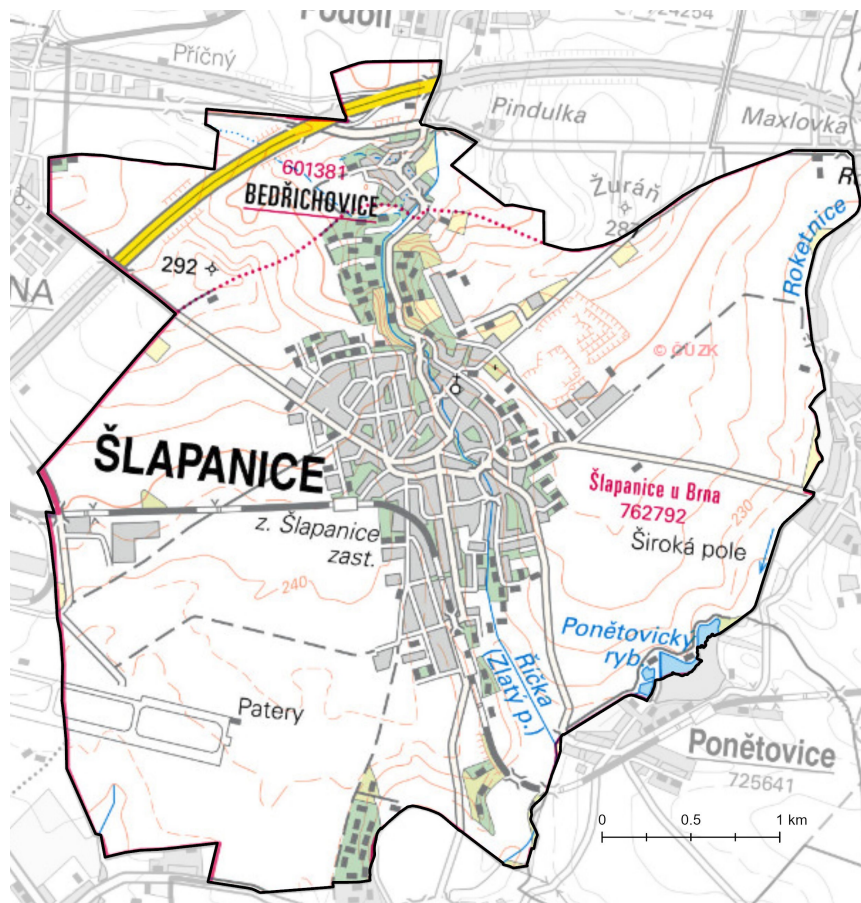 Podolí
724254
Příčný
Pindulka
Maxlovka
601381
BEDŘICHOVICE
Žuráň
287
Roketnice
292
NA
© ČÚZK
ŠLAPANICE
Šlapanice u Brna
762792
230
z. Šlapanice
zast.
Široká pole
240
Ponětovický
ryb.
Říčka
(Zlatý p.)
Patery
Ponětovice
725641
0 0.5 1 km